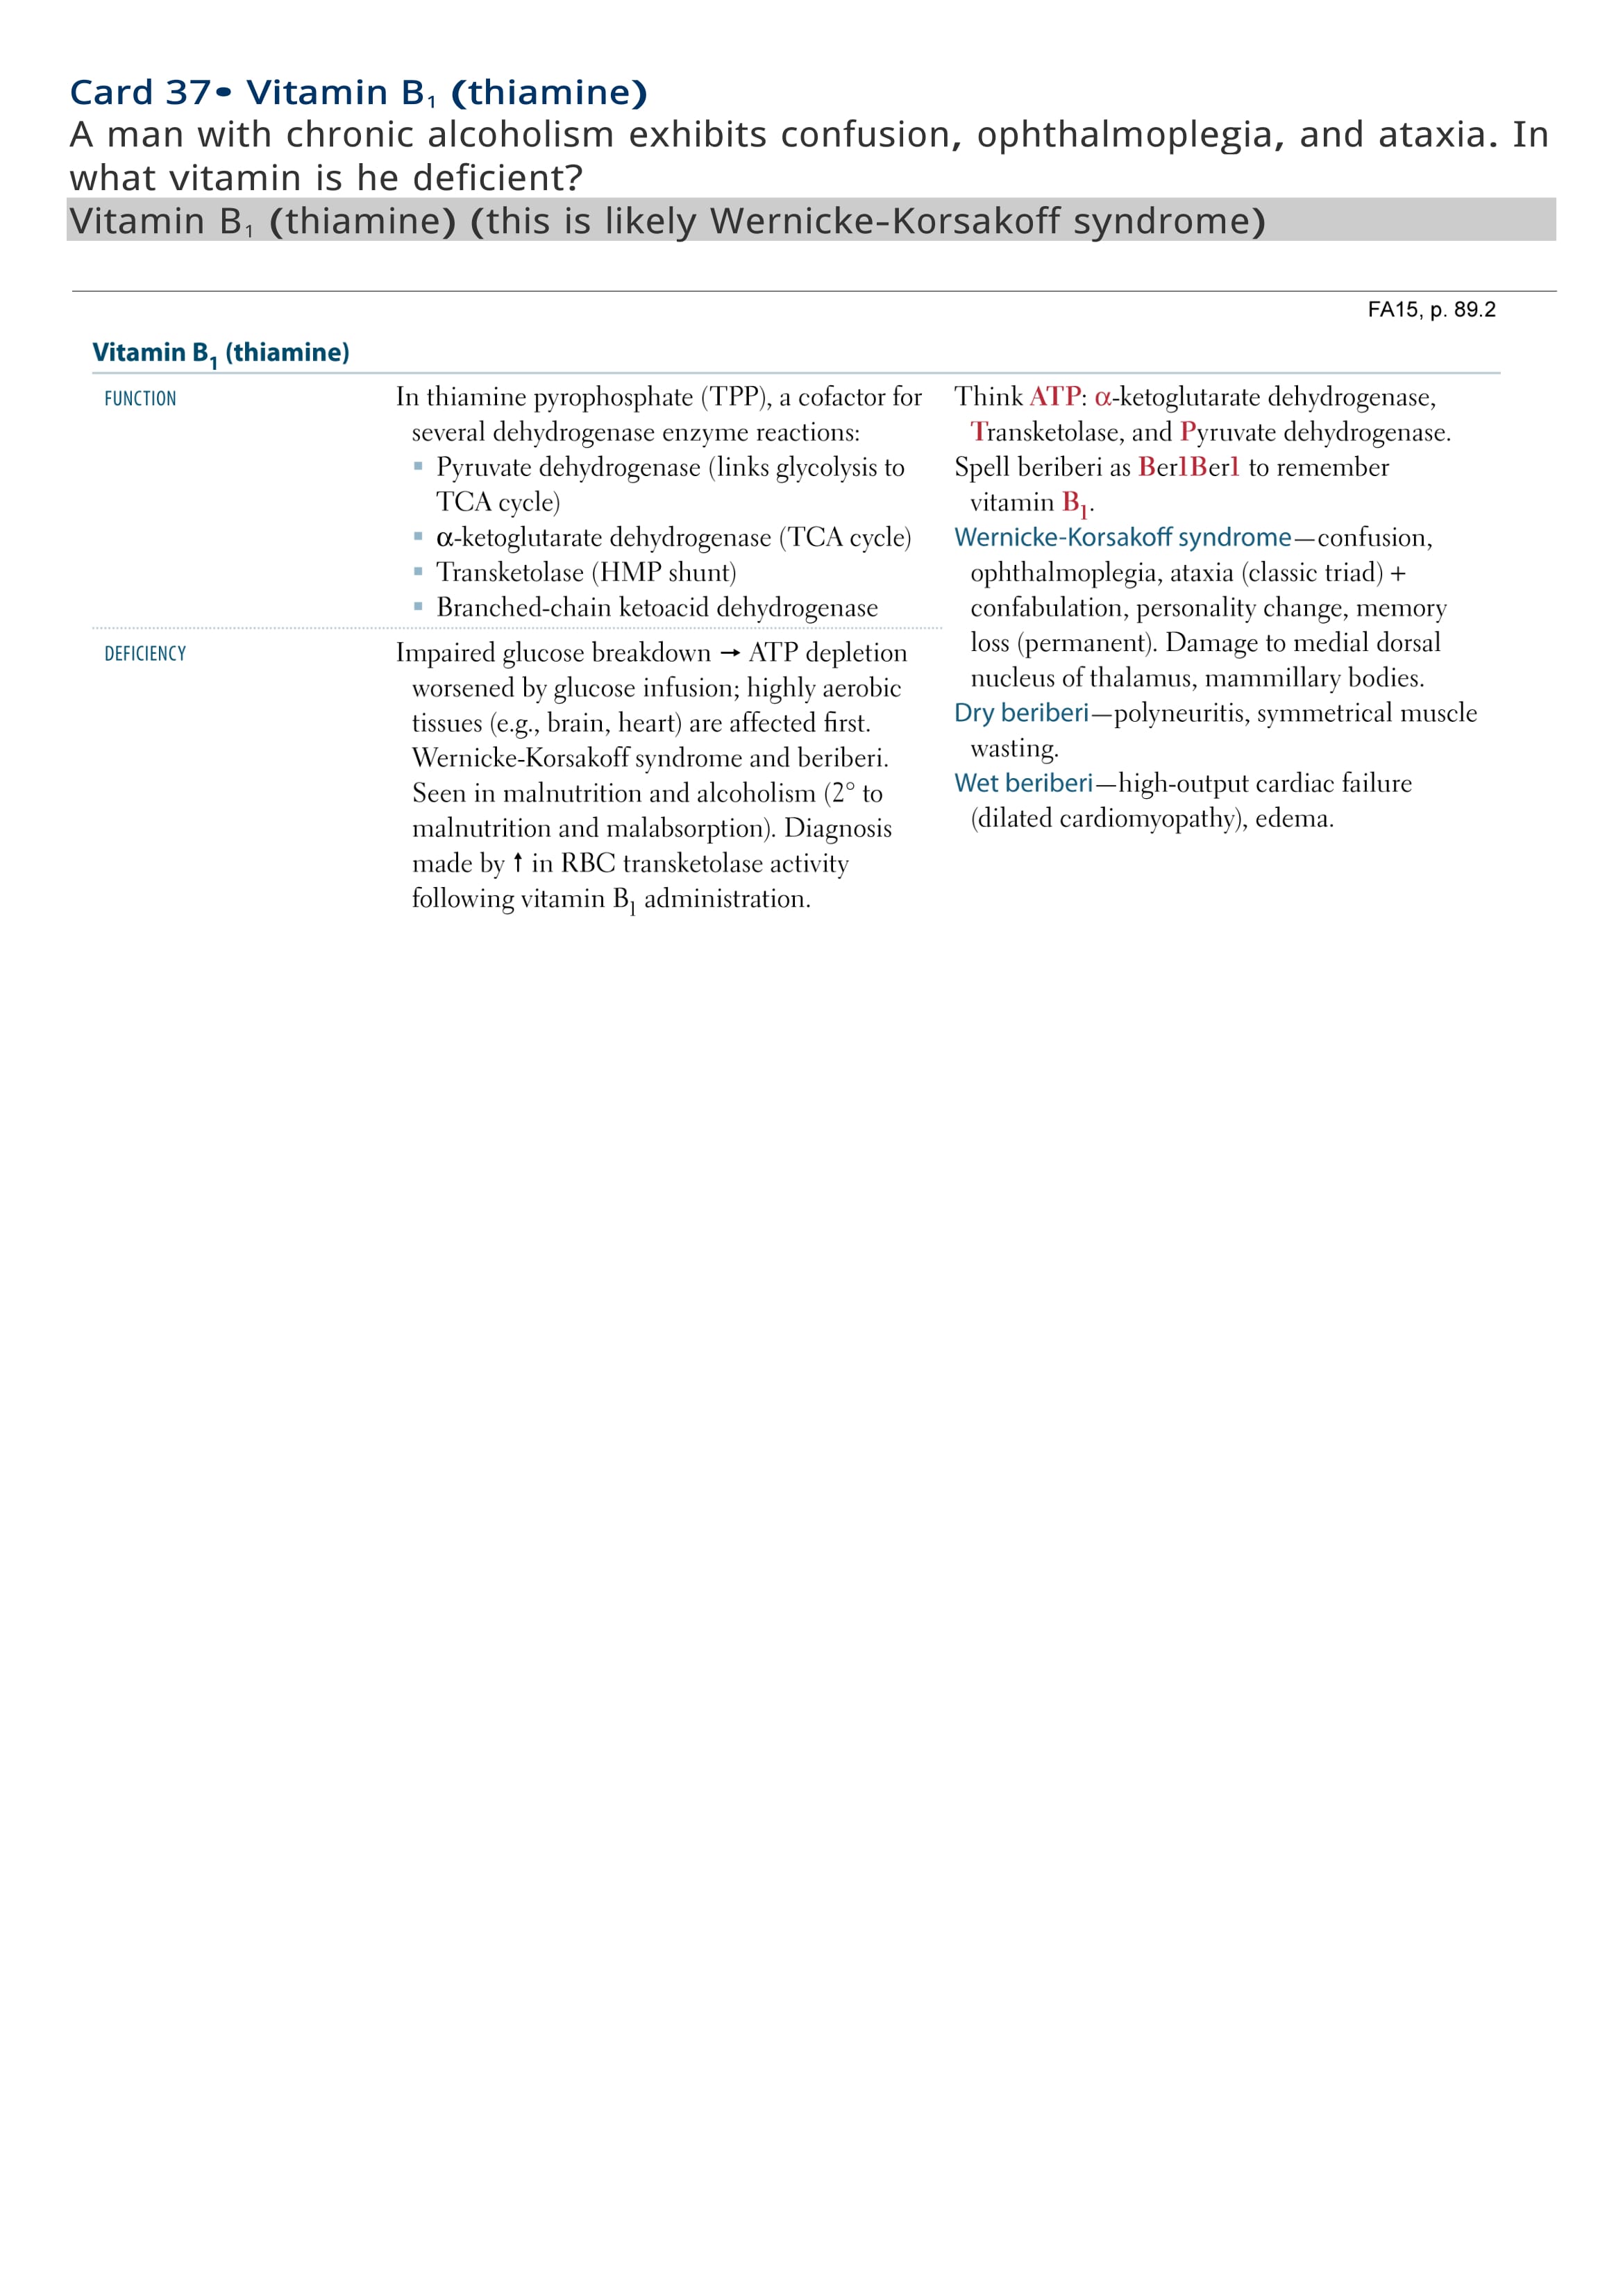 Card 37• Vitamin B₁ (thiamine)
A man with chronic alcoholism exhibits confusion, ophthalmoplegia, and ataxia. In
what vitamin is he deficient?
Vitamin B₁ (thiamine) (this is likely Wernicke-Korsakoff syndrome)
FA15, p. 89.2
Vitamin B₁ (thiamine)
FUNCTION
In thiamine pyrophosphate (TPP), a cofactor for
several dehydrogenase enzyme reactions:
▪ Pyruvate dehydrogenase (links glycolysis to
TCA cycle)
▪ α-ketoglutarate dehydrogenase (TCA cycle)
▪ Transketolase (HMP shunt)
▪ Branched-chain ketoacid dehydrogenase
Think ATP: α-ketoglutarate dehydrogenase,
Transketolase, and Pyruvate dehydrogenase.
Spell beriberi as Ber1Ber1 to remember
vitamin B₁.
Wernicke-Korsakoff syndrome—confusion,
ophthalmoplegia, ataxia (classic triad) +
confabulation, personality change, memory
loss (permanent). Damage to medial dorsal
nucleus of thalamus, mammillary bodies.
Dry beriberi—polyneuritis, symmetrical muscle
wasting.
Wet beriberi—high-output cardiac failure
(dilated cardiomyopathy), edema.
DEFICIENCY
Impaired glucose breakdown → ATP depletion
worsened by glucose infusion; highly aerobic
tissues (e.g., brain, heart) are affected first.
Wernicke-Korsakoff syndrome and beriberi.
Seen in malnutrition and alcoholism (2° to
malnutrition and malabsorption). Diagnosis
made by ↑ in RBC transketolase activity
following vitamin B₁ administration.